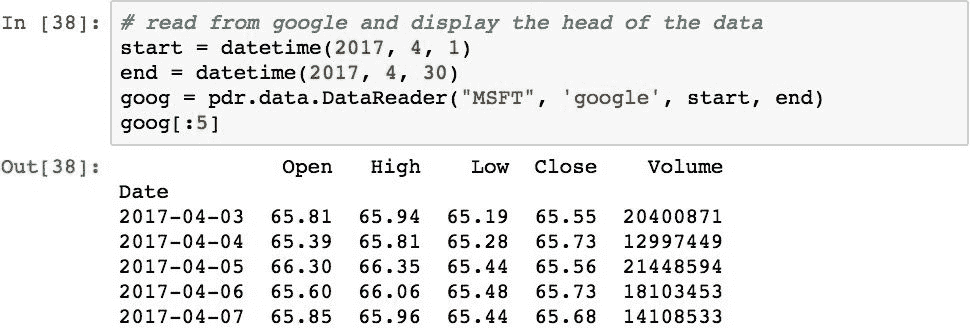 In [38]: # read from google and display the head of the data
start = datetime(2017, 4, 1)
end = datetime(2017, 4, 30)
goog = pdr.data.DataReader("MSFT", 'google', start, end)
goog[:5]
Out[38]: Open High Low Close Volume
Date
2017-04-03 65.81 65.94 65.19 65.55 20400871
2017-04-04 65.39 65.81 65.28 65.73 12997449
2017-04-05 66.30 66.35 65.44 65.56 21448594
2017-04-06 65.60 66.06 65.48 65.73 18103453
2017-04-07 65.85 65.96 65.44 65.68 14108533